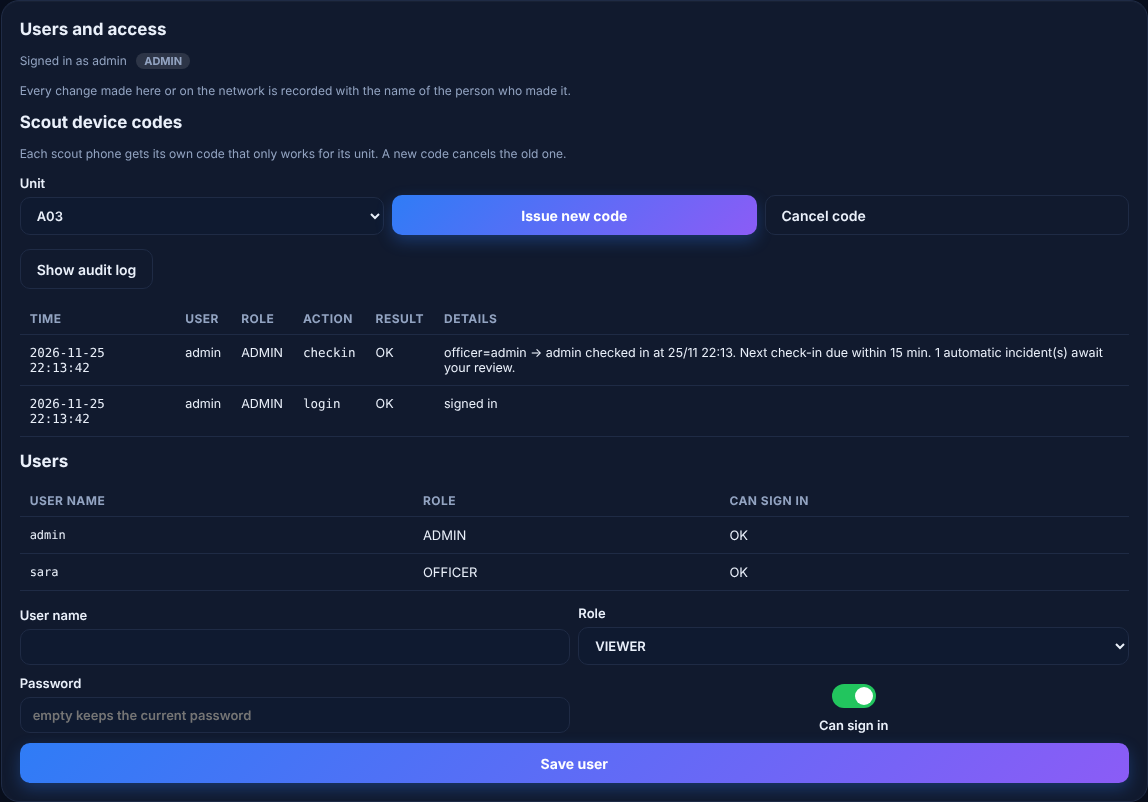 Users and access
Signed in as admin ADMIN
Every change made here or on the network is recorded with the name of the person who made it.
Scout device codes
Each scout phone gets its own code that only works for its unit. A new code cancels the old one.
Unit
A03 Issue new code Cancel code
Show audit log
TIME USER ROLE ACTION RESULT DETAILS
2026-11-25 admin ADMIN checkin OK officer=admin → admin checked in at 25/11 22:13. Next check-in due within 15 min. 1 automatic incident(s) await
22:13:42 your review.
2026-11-25 admin ADMIN login OK signed in
22:13:42
Users
USER NAME ROLE CAN SIGN IN
admin ADMIN OK
sara OFFICER OK
User name Role
VIEWER
Password
empty keeps the current password
Can sign in
Save user